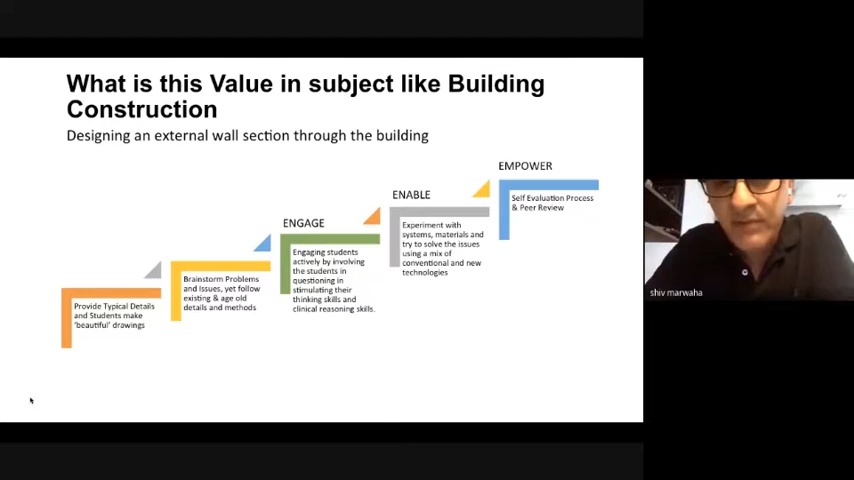 What is this Value in subject like Building
Construction
Designing an external wall section through the building
Provide Typical Details
and Students make
'beautiful' drawings
Brainstorm Problems
and Issues, yet follow
existing & age old
details and methods
ENGAGE
Engaging students
actively by involving
the students in
questioning in
stimulating their
thinking skills and
clinical reasoning skills.
ENABLE
Experiment with
systems, materials and
try to solve the issues
using a mix of
conventional and new
technologies
EMPOWER
Self Evaluation Process
& Peer Review
shiv marwaha